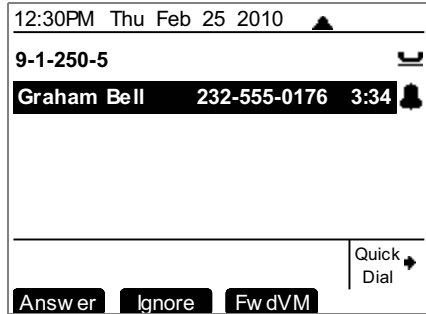 12:30PM Thu Feb 25 2010
9-1-250-5
Graham Bell 232-555-0176 3:34
Quick
Dial
Answer Ignore FwdVM